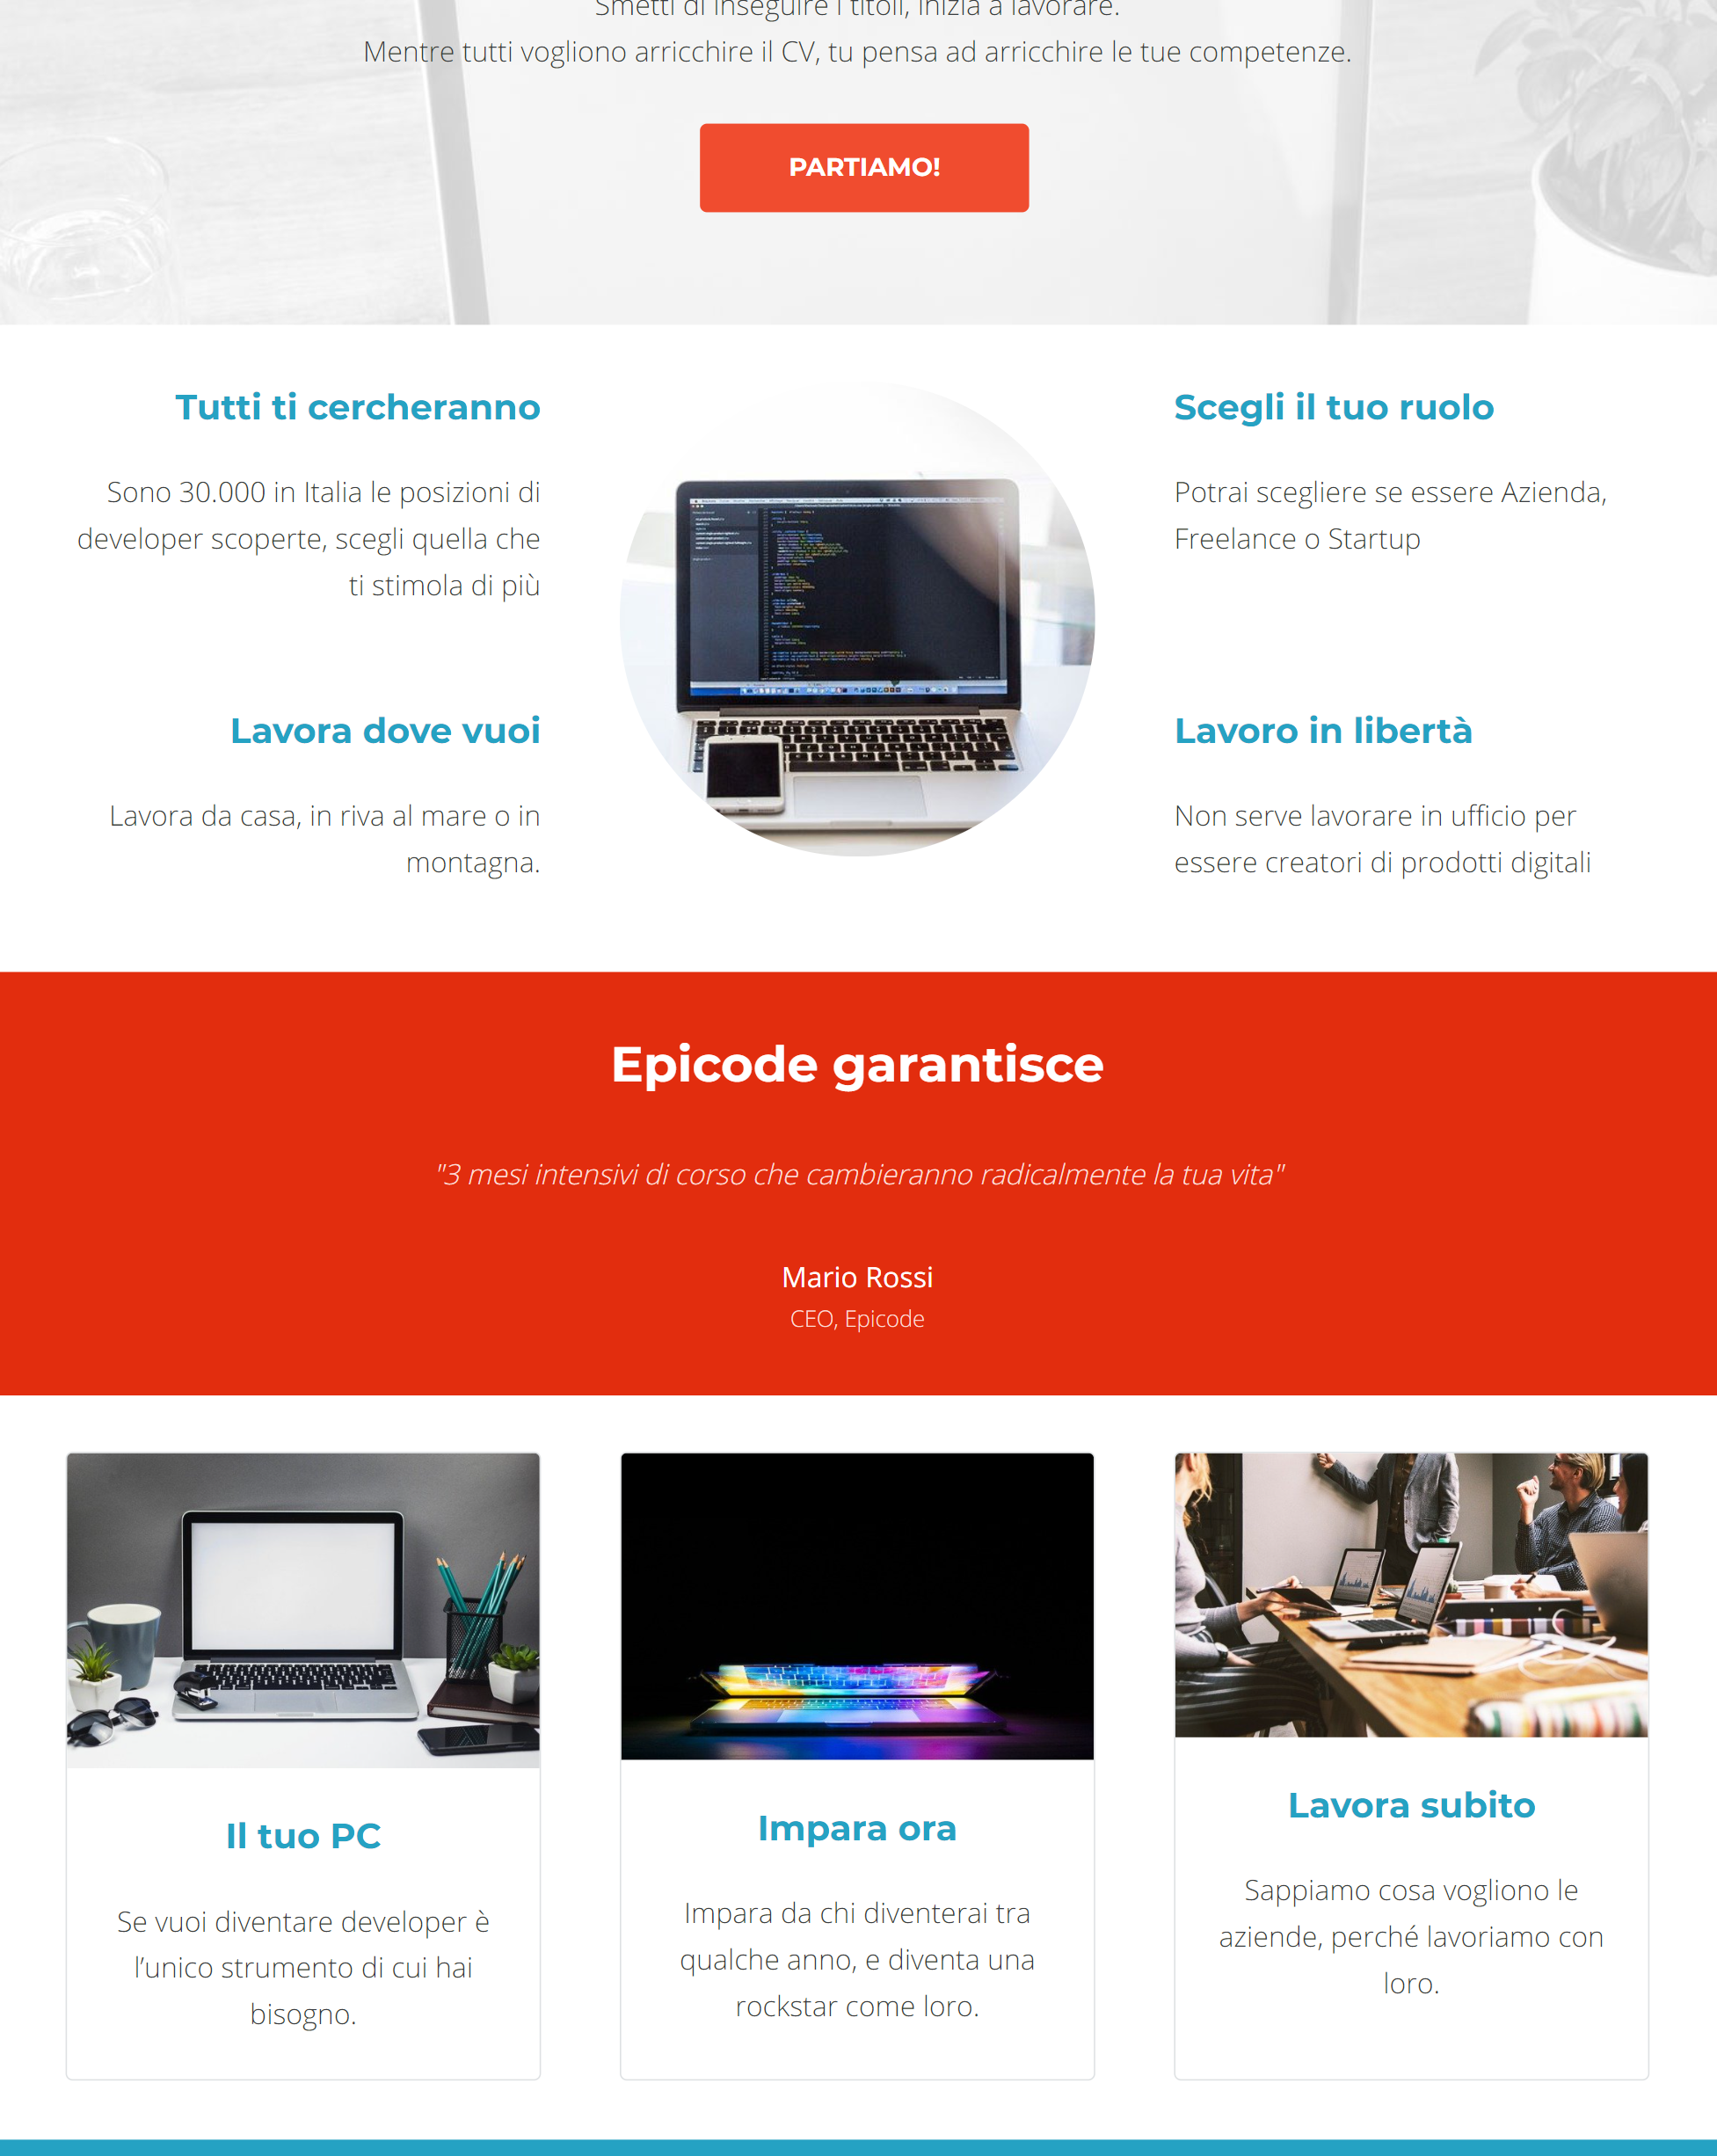 Smetti di inseguire i titoli, inizia a lavorare.
Mentre tutti vogliono arricchire il CV, tu pensa ad arricchire le tue competenze.
PARTIAMO!
Tutti ti cercheranno
Sono 30.000 in Italia le posizioni di
developer scoperte, scegli quella che
ti stimola di più
Lavora dove vuoi
Lavora da casa, in riva al mare o in
montagna.
Scegli il tuo ruolo
Potrai scegliere se essere Azienda,
Freelance o Startup
Lavoro in libertà
Non serve lavorare in ufficio per
essere creatori di prodotti digitali
Epicode garantisce
"3 mesi intensivi di corso che cambieranno radicalmente la tua vita"
Mario Rossi
CEO, Epicode
Il tuo PC
Se vuoi diventare developer è
l’unico strumento di cui hai
bisogno.
Impara ora
Impara da chi diventerai tra
qualche anno, e diventa una
rockstar come loro.
Lavora subito
Sappiamo cosa vogliono le
aziende, perché lavoriamo con
loro.